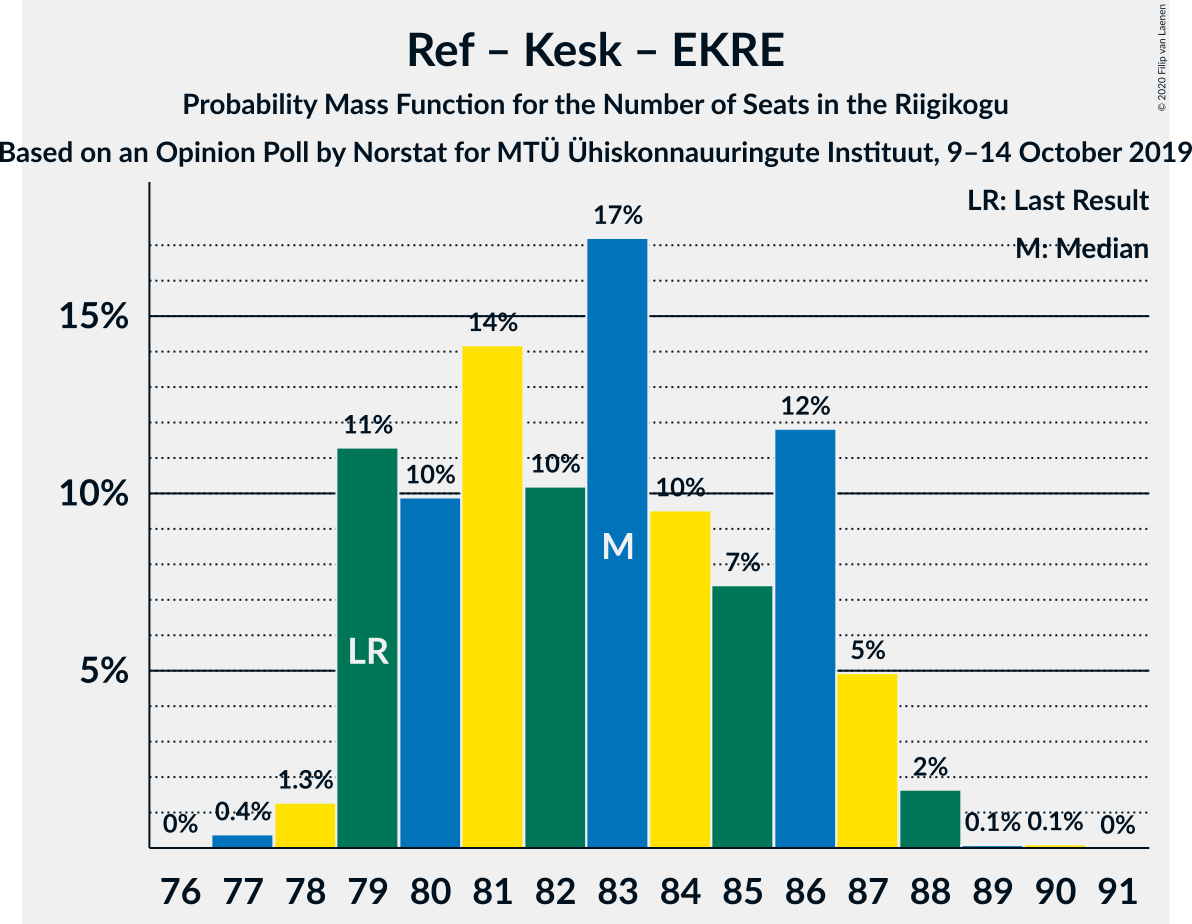 © 2020 Filip van Laenen
Ref – Kesk – EKRE
Probability Mass Function for the Number of Seats in the Riigikogu
Based on an Opinion Poll by Norstat for MTÜ Ühiskonnauuringute Instituut, 9–14 October 2019
LR: Last Result
M: Median
15%
10%
5%
0%
0.4%
1.3%
11%
10%
14%
10%
17%
10%
7%
12%
5%
2%
0.1%
0.1%
0%
LR
M
76 77 78 79 80 81 82 83 84 85 86 87 88 89 90 91